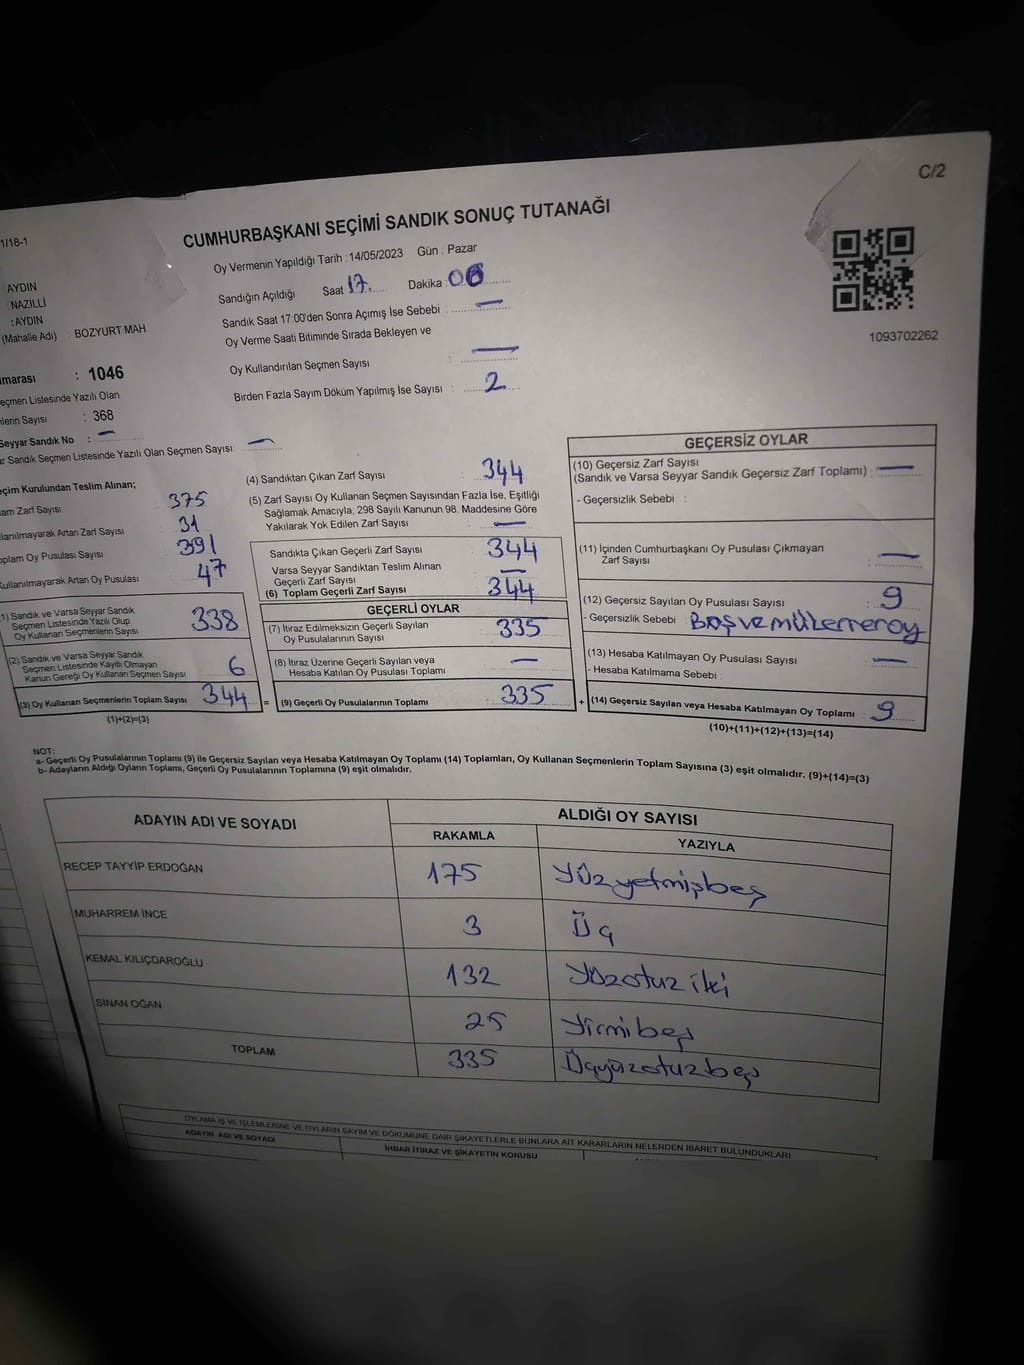 C/2
CUMHURBAŞKANI SEÇİMİ SANDIK SONUÇ TUTANAĞI
1/18-1
Oy Vermenin Yapıldığı Tarih : 14/05/2023 Gün : Pazar
AYDIN
NAZİLLİ
: AYDIN
(Mahalle Adı) : BOZYURT MAH
Sandığın Açıldığı Saat 17 Dakika : 06
Sandık Saat 17:00'den Sonra Açımış İse Sebebi : —
Oy Verme Saati Bitiminde Sırada Bekleyen ve
Oy Kullandırılan Seçmen Sayısı : —
Birden Fazla Sayım Döküm Yapılmış İse Sayısı : 2
1093702262
marası : 1046
eçmen Listesinde Yazılı Olan
nlerin Sayısı : 368
Seyyar Sandık No : —
ar Sandık Seçmen Listesinde Yazılı Olan Seçmen Sayısı : —
eçim Kurulundan Teslim Alınan;
am Zarf Sayısı 375
llanılmayarak Artan Zarf Sayısı 31
oplam Oy Pusulası Sayısı 391
Kullanılmayarak Artan Oy Pusulası 47
(1) Sandık ve Varsa Seyyar Sandık
Seçmen Listesinde Yazılı Olup
Oy Kullanan Seçmenlerin Sayısı 338
(2) Sandık ve Varsa Seyyar Sandık
Seçmen Listesinde Kayıtlı Olmayan
Kanun Gereği Oy Kullanan Seçmen Sayısı 6
(3) Oy Kullanan Seçmenlerin Toplam Sayısı 344 =
(1)+(2)=(3)
(4) Sandıktan Çıkan Zarf Sayısı : 344
(5) Zarf Sayısı Oy Kullanan Seçmen Sayısından Fazla İse, Eşitliği
Sağlamak Amacıyla, 298 Sayılı Kanunun 98. Maddesine Göre
Yakılarak Yok Edilen Zarf Sayısı : —
Sandıkta Çıkan Geçerli Zarf Sayısı : 344
Varsa Seyyar Sandıktan Teslim Alınan
Geçerli Zarf Sayısı : —
(6) Toplam Geçerli Zarf Sayısı : 344
GEÇERLİ OYLAR
(7) İtiraz Edilmeksizin Geçerli Sayılan
Oy Pusulalarının Sayısı : 335
(8) İtiraz Üzerine Geçerli Sayılan veya
Hesaba Katılan Oy Pusulası Toplamı : —
(9) Geçerli Oy Pusulalarının Toplamı : 335 +
GEÇERSİZ OYLAR
(10) Geçersiz Zarf Sayısı
(Sandık ve Varsa Seyyar Sandık Geçersiz Zarf Toplamı) : —
- Geçersizlik Sebebi :
(11) İçinden Cumhurbaşkanı Oy Pusulası Çıkmayan
Zarf Sayısı : —
(12) Geçersiz Sayılan Oy Pusulası Sayısı : 9
- Geçersizlik Sebebi : Boş ve mükerrer oy
(13) Hesaba Katılmayan Oy Pusulası Sayısı : —
- Hesaba Katılmama Sebebi :
(14) Geçersiz Sayılan veya Hesaba Katılmayan Oy Toplamı : 9
(10)+(11)+(12)+(13)=(14)
NOT:
a- Geçerli Oy Pusulalarının Toplamı (9) ile Geçersiz Sayılan veya Hesaba Katılmayan Oy Toplamı (14) Toplamları, Oy Kullanan Seçmenlerin Toplam Sayısına (3) eşit olmalıdır. (9)+(14)=(3)
b- Adayların Aldığı Oyların Toplamı, Geçerli Oy Pusulalarının Toplamına (9) eşit olmalıdır.
ADAYIN ADI VE SOYADI ALDIĞI OY SAYISI
RAKAMLA YAZIYLA
RECEP TAYYİP ERDOĞAN 175 Yüzyetmişbeş
MUHARREM İNCE 3 Üç
KEMAL KILIÇDAROĞLU 132 Yüzotuz iki
SİNAN OĞAN 25 Yirmibeş
TOPLAM 335 Üçyüzotuzbeş
OYLAMA İŞ VE İŞLEMLERİNE VE OYLARIN SAYIM VE DÖKÜMÜNE DAİR ŞİKAYETLERLE BUNLARA AİT KARARLARIN NELERDEN İBARET BULUNDUKLARI
ADAYIN ADI VE SOYADI İHBAR İTİRAZ VE ŞİKAYETİN KONUSU